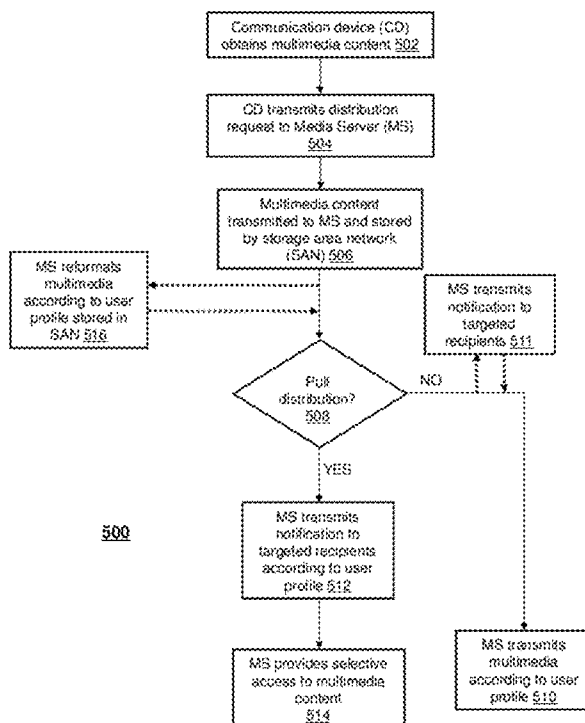 Communication device (CD)
obtains multimedia content 502
CD transmits distribution
request to Media Server (MS)
504
Multimedia content
transmitted to MS and stored
by storage area network
(SAN) 506
MS reformats
multimedia
according to user
profile stored in
SAN 516
MS transmits
notification to
targeted
recipients 511
Pull
distribution?
508
NO
YES
500
MS transmits
notification to
targeted recipients
according to user
profile 512
MS provides selective
access to multimedia
content
514
MS transmits
multimedia
according to user
profile 510